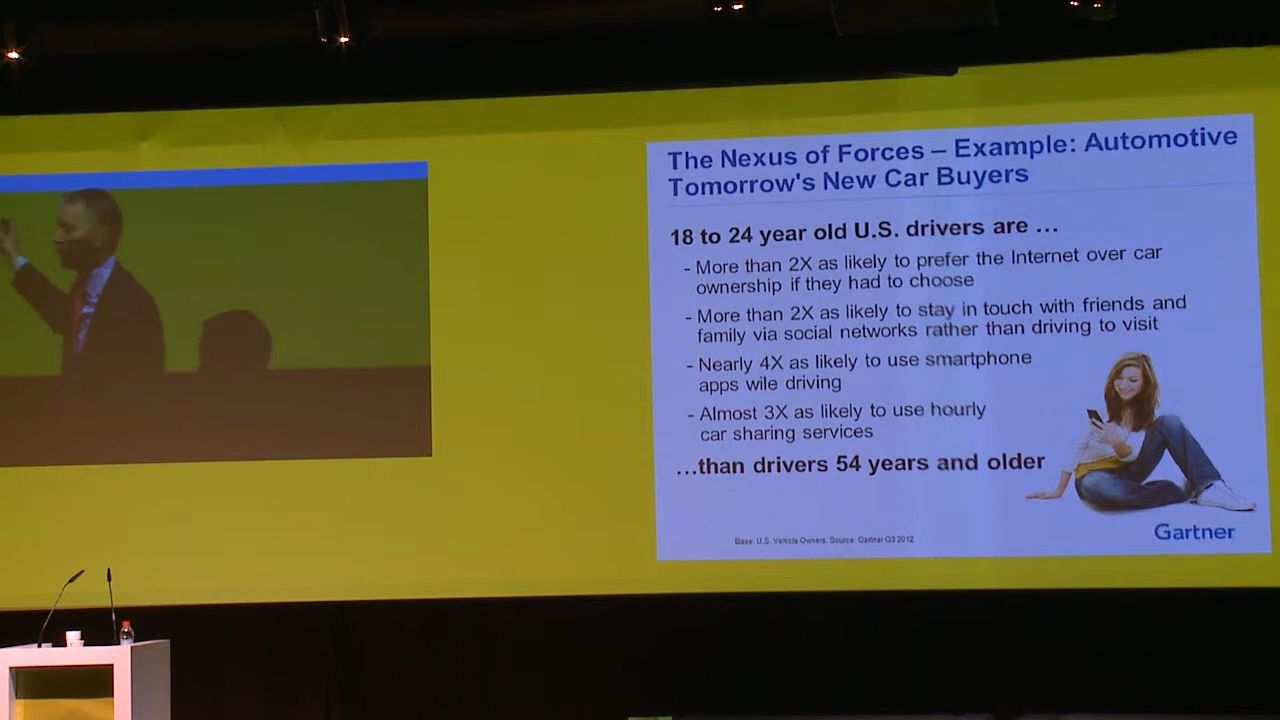 The Nexus of Forces – Example: Automotive
Tomorrow's New Car Buyers
18 to 24 year old U.S. drivers are ...
- More than 2X as likely to prefer the Internet over car
ownership if they had to choose
- More than 2X as likely to stay in touch with friends and
family via social networks rather than driving to visit
- Nearly 4X as likely to use smartphone
apps wile driving
- Almost 3X as likely to use hourly
car sharing services
...than drivers 54 years and older
Base: U.S. Vehicle Owners. Source: Gartner Q3 2012
Gartner